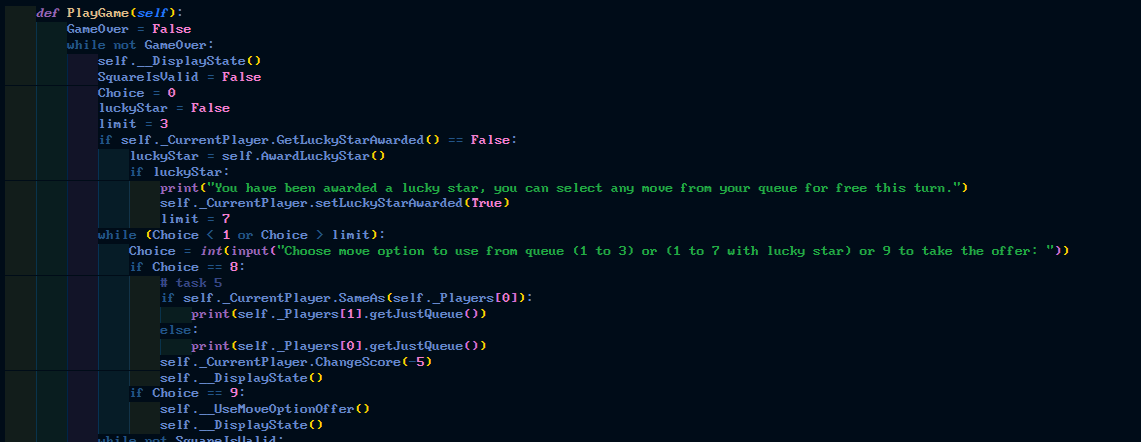 def PlayGame(self):
GameOver = False
while not GameOver:
self.__DisplayState()
SquareIsValid = False
Choice = 0
luckyStar = False
limit = 3
if self._CurrentPlayer.GetLuckyStarAwarded() == False:
luckyStar = self.AwardLuckyStar()
if luckyStar:
print("You have been awarded a lucky star, you can select any move from your queue for free this turn.")
self._CurrentPlayer.setLuckyStarAwarded(True)
limit = 7
while (Choice < 1 or Choice > limit):
Choice = int(input("Choose move option to use from queue (1 to 3) or (1 to 7 with lucky star) or 9 to take the offer: "))
if Choice == 8:
# task 5
if self._CurrentPlayer.SameAs(self._Players[0]):
print(self._Players[1].getJustQueue())
else:
print(self._Players[0].getJustQueue())
self._CurrentPlayer.ChangeScore(-5)
self.__DisplayState()
if Choice == 9:
self.__UseMoveOptionOffer()
self.__DisplayState()
while not SquareIsValid: